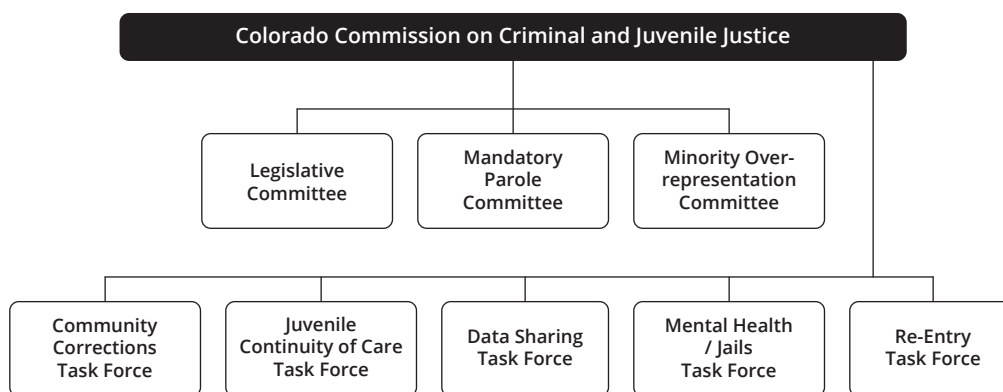 Colorado Commission on Criminal and Juvenile Justice
Legislative
Committee
Mandatory
Parole
Committee
Minority Over-
representation
Committee
Community
Corrections
Task Force
Juvenile
Continuity of Care
Task Force
Data Sharing
Task Force
Mental Health
/ Jails
Task Force
Re-Entry
Task Force